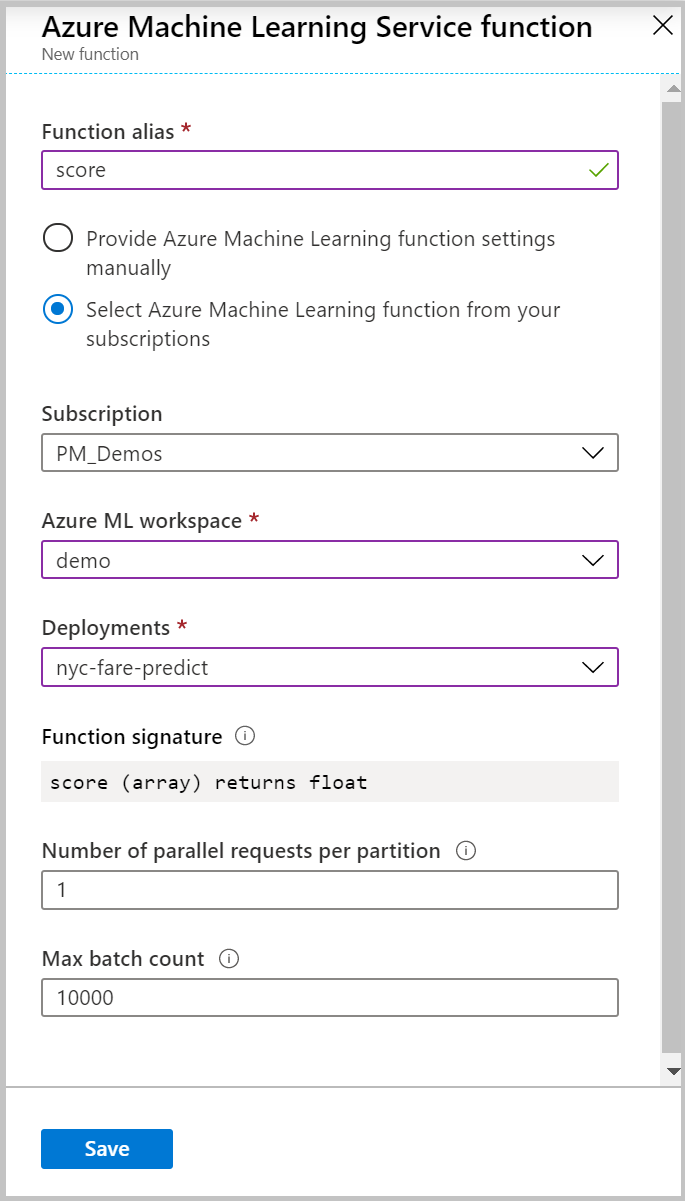 Azure Machine Learning Service function
New function
Function alias *
score
Provide Azure Machine Learning function settings
manually
Select Azure Machine Learning function from your
subscriptions
Subscription
PM_Demos
Azure ML workspace *
demo
Deployments *
nyc-fare-predict
Function signature
score (array) returns float
Number of parallel requests per partition
1
Max batch count
10000
Save